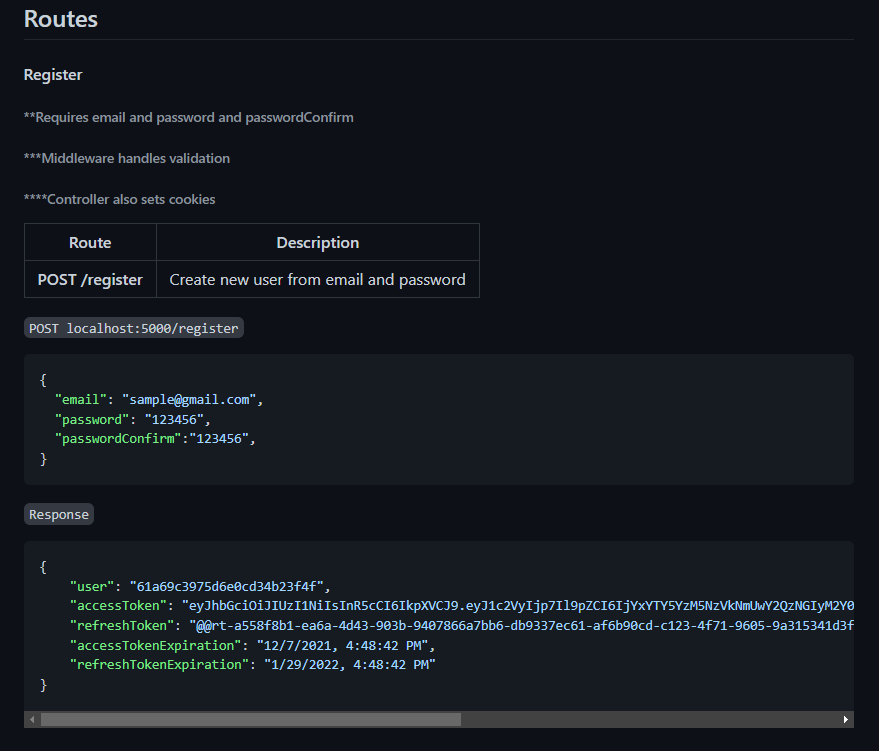 Routes
Register
**Requires email and password and passwordConfirm
***Middleware handles validation
****Controller also sets cookies
Route Description
POST /register Create new user from email and password
POST localhost:5000/register
{
"email": "sample@gmail.com",
"password": "123456",
"passwordConfirm":"123456",
}
Response
{
"user": "61a69c3975d6e0cd34b23f4f",
"accessToken": "eyJhbGciOiJIUzI1NiIsInR5cCI6IkpXVCJ9.eyJ1c2VyIjp7Il9pZCI6IjYxYTY5YzM5NzVkNmUwY2QzNGIyM2Y0
"refreshToken": "@@rt-a558f8b1-ea6a-4d43-903b-9407866a7bb6-db9337ec61-af6b90cd-c123-4f71-9605-9a315341d3f
"accessTokenExpiration": "12/7/2021, 4:48:42 PM",
"refreshTokenExpiration": "1/29/2022, 4:48:42 PM"
}